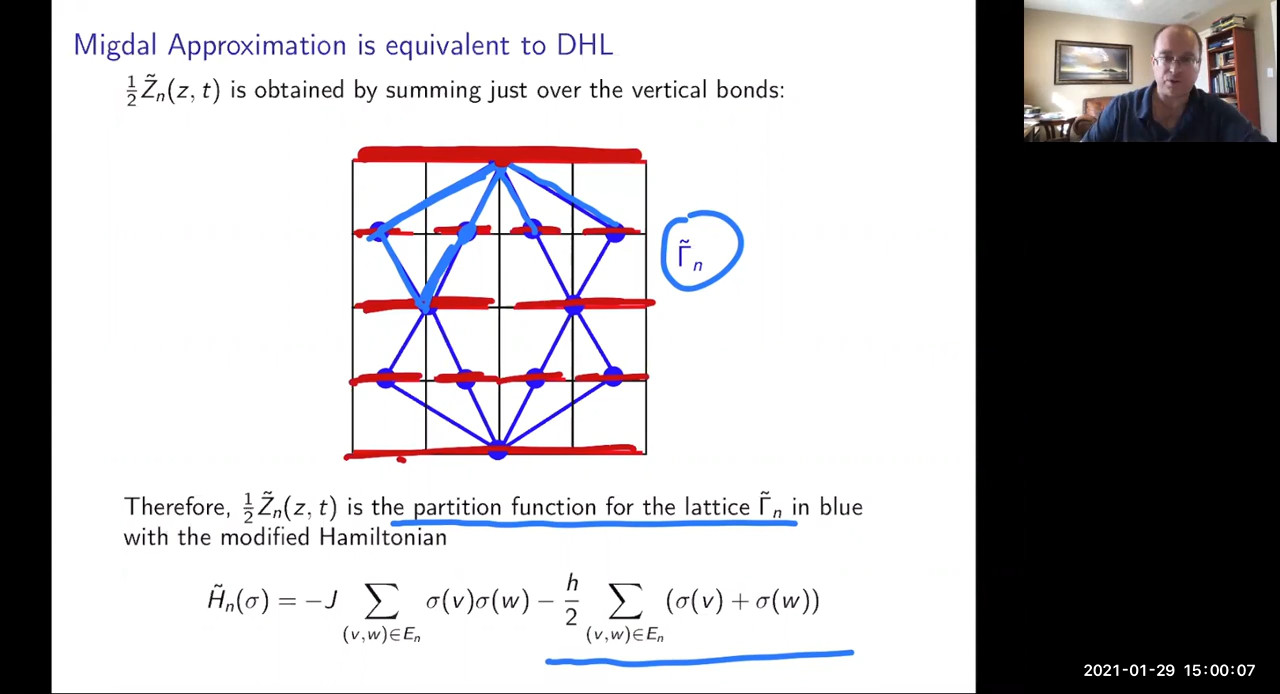 Migdal Approximation is equivalent to DHL
½Z̃ₙ(z, t) is obtained by summing just over the vertical bonds:
Γ̃ₙ
Therefore, ½Z̃ₙ(z, t) is the partition function for the lattice Γ̃ₙ in blue
with the modified Hamiltonian
H̃ₙ(σ) = −J ∑_{(v,w)∈Eₙ} σ(v)σ(w) − h/2 ∑_{(v,w)∈Eₙ} (σ(v) + σ(w))
2021-01-29 15:00:07